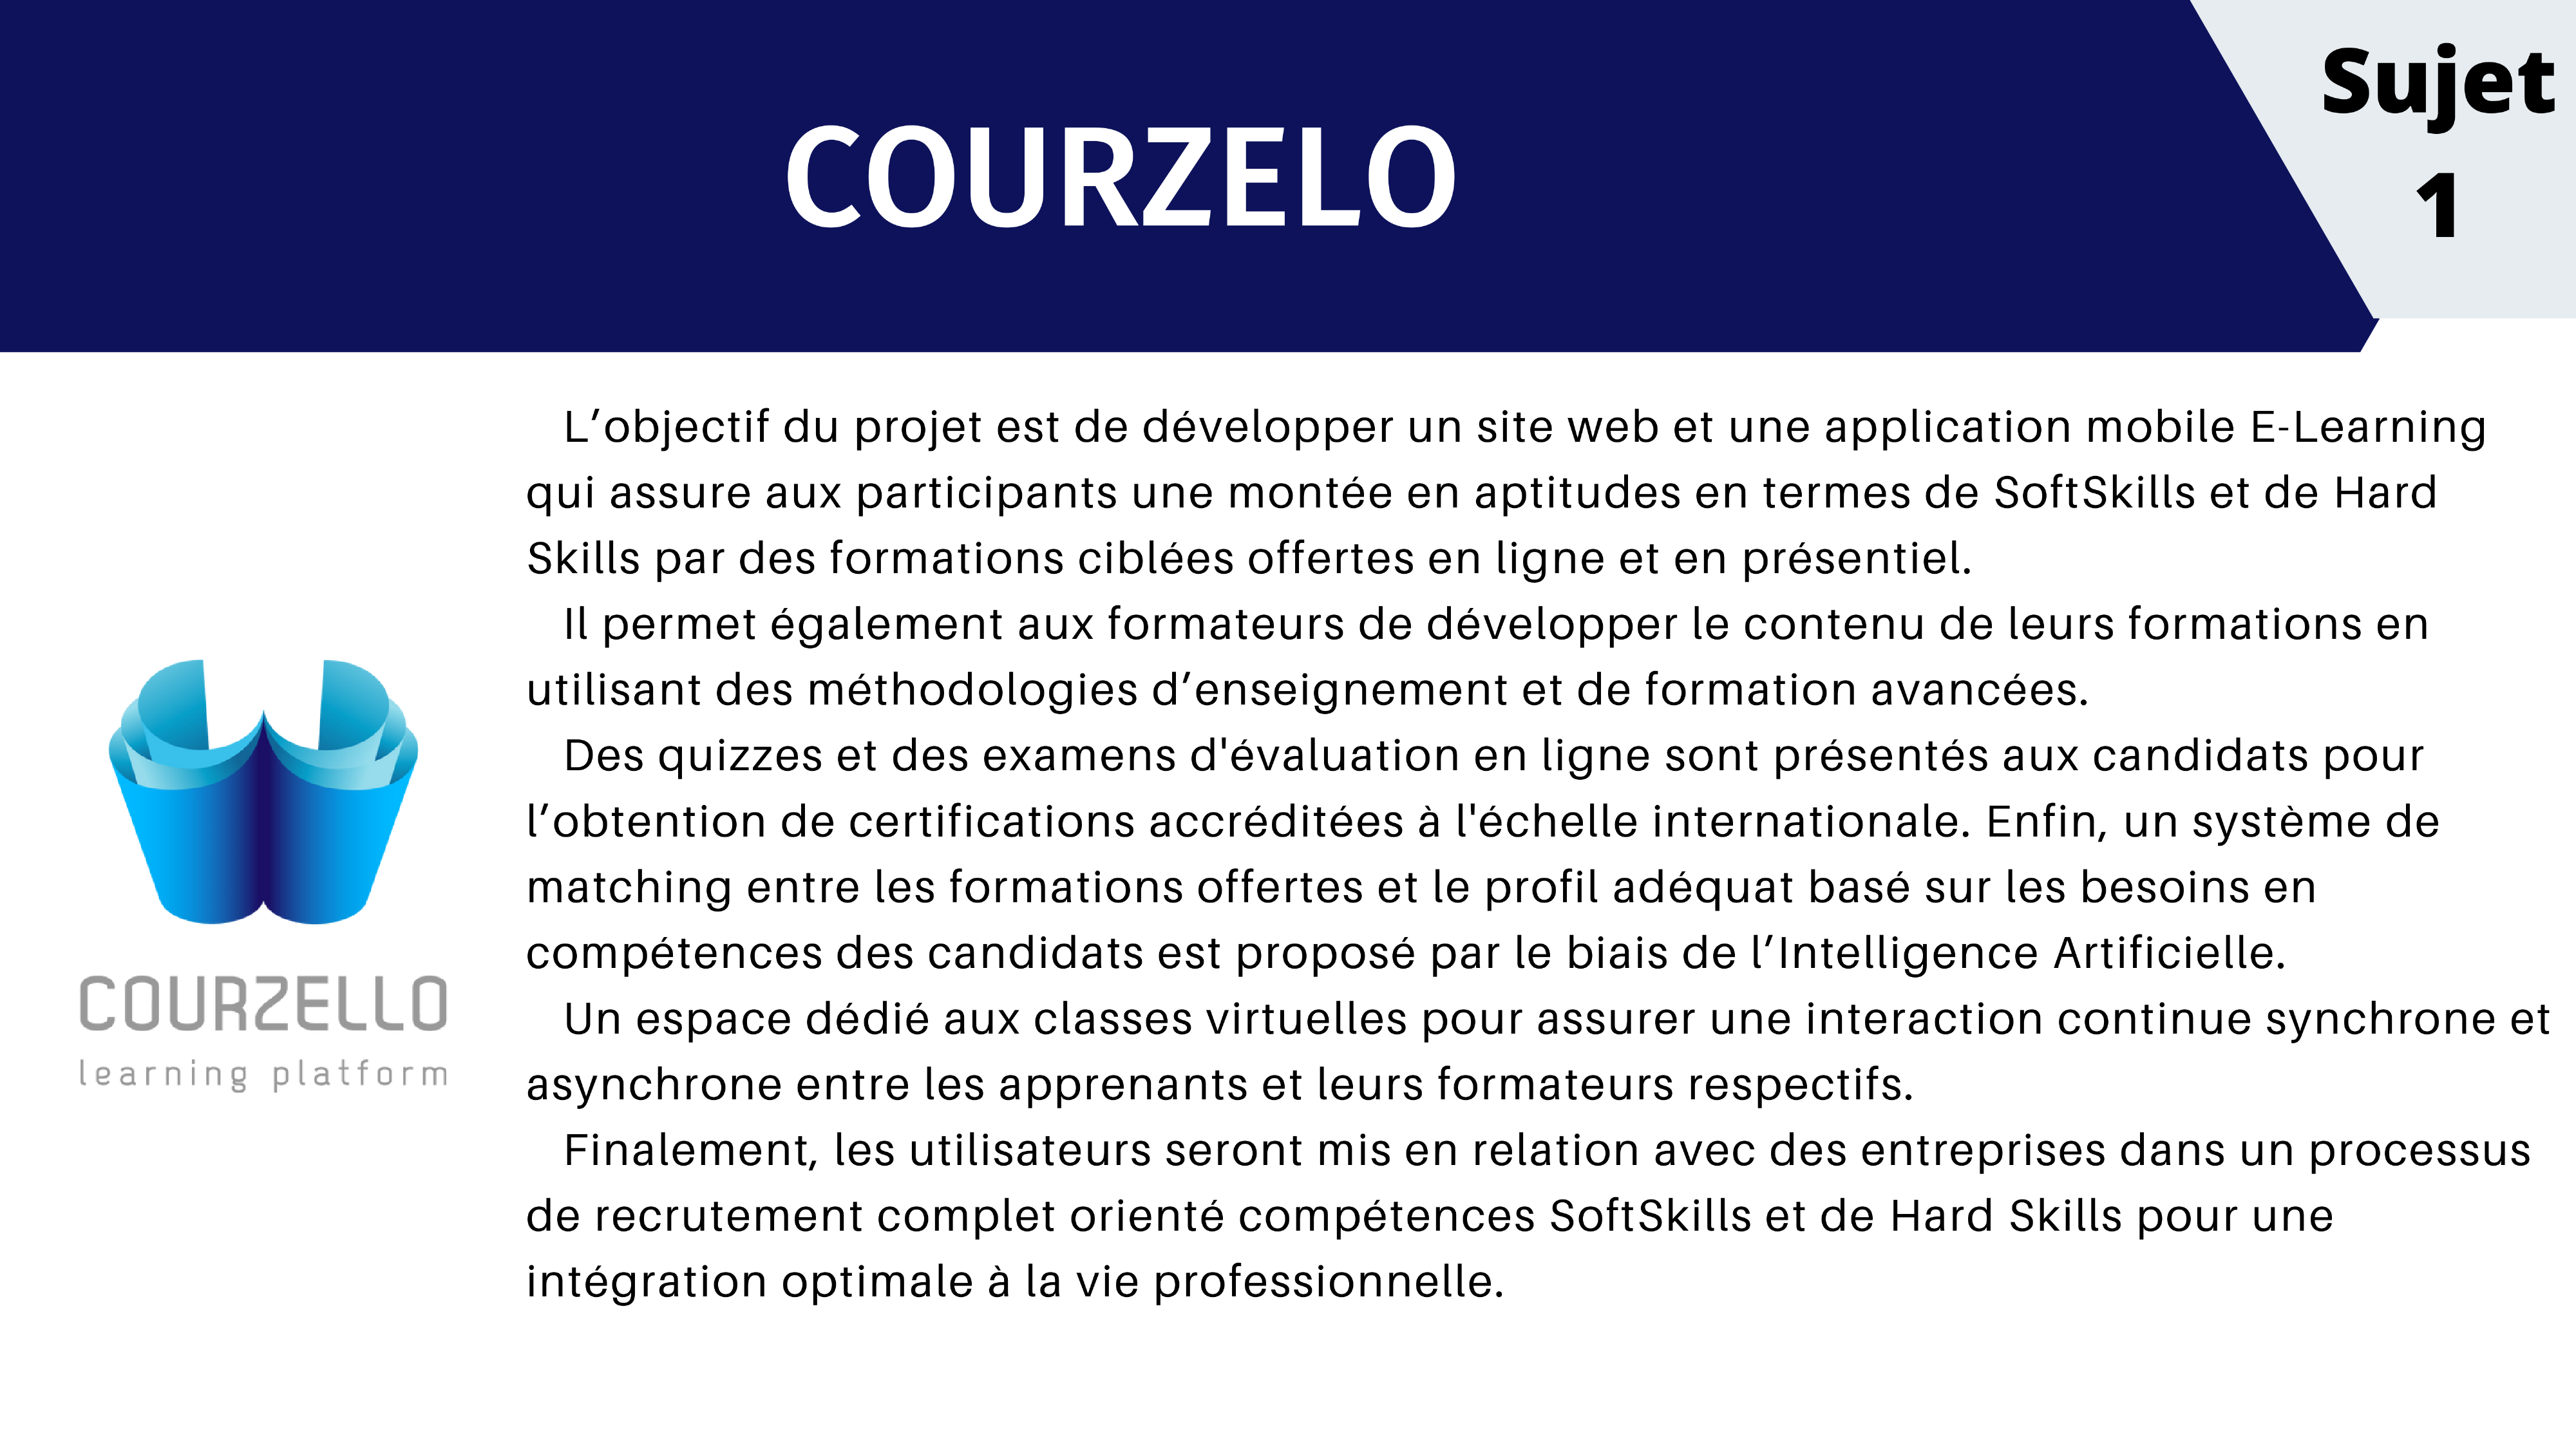 COURZELO
Sujet
1
L’objectif du projet est de développer un site web et une application mobile E-Learning
qui assure aux participants une montée en aptitudes en termes de SoftSkills et de Hard
Skills par des formations ciblées offertes en ligne et en présentiel.
Il permet également aux formateurs de développer le contenu de leurs formations en
utilisant des méthodologies d’enseignement et de formation avancées.
Des quizzes et des examens d'évaluation en ligne sont présentés aux candidats pour
l’obtention de certifications accréditées à l'échelle internationale. Enfin, un système de
matching entre les formations offertes et le profil adéquat basé sur les besoins en
compétences des candidats est proposé par le biais de l’Intelligence Artificielle.
Un espace dédié aux classes virtuelles pour assurer une interaction continue synchrone et
asynchrone entre les apprenants et leurs formateurs respectifs.
Finalement, les utilisateurs seront mis en relation avec des entreprises dans un processus
de recrutement complet orienté compétences SoftSkills et de Hard Skills pour une
intégration optimale à la vie professionnelle.
COURZELLO
learning platform